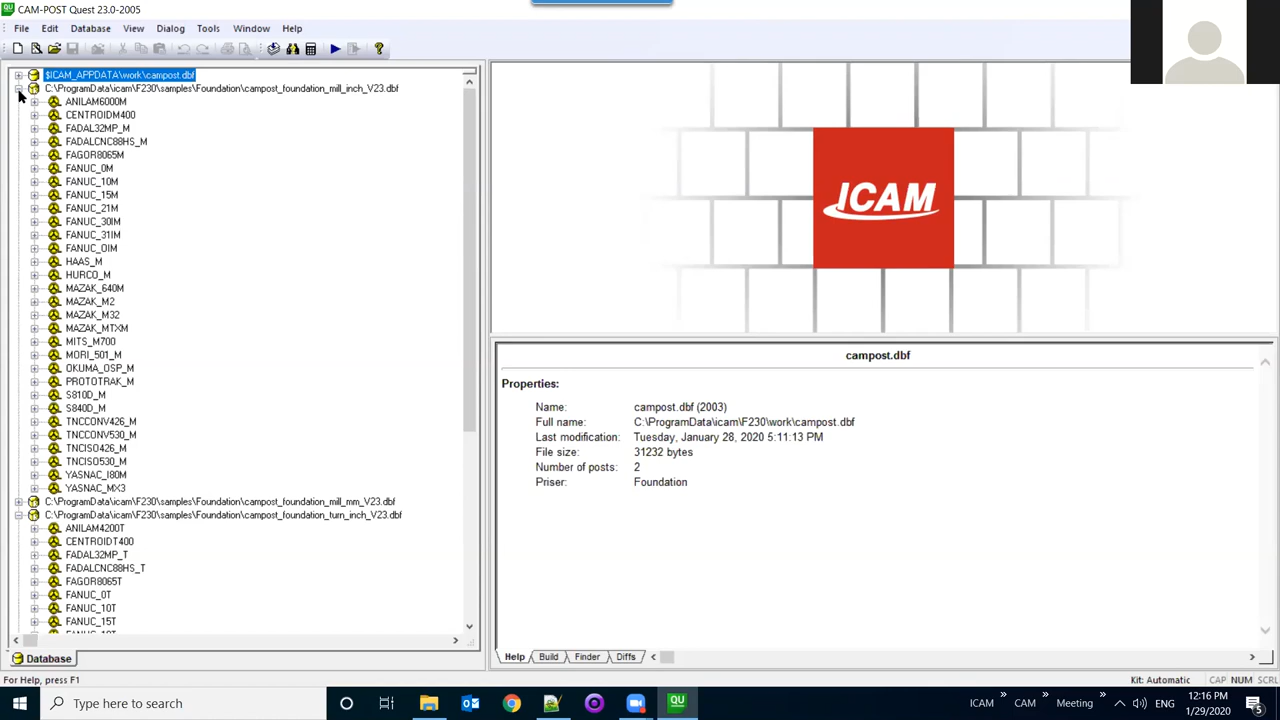 CAM-POST Quest 23.0-2005
File Edit Database View Dialog Tools Window Help
$ICAM_APPDATA\work\campost.dbf
C:\ProgramData\icam\F230\samples\Foundation\campost_foundation_mill_inch_V23.dbf
ANILAM6000M
CENTROIDM400
FADAL32MP_M
FADALCNC88HS_M
FAGOR8065M
FANUC_0M
FANUC_10M
FANUC_15M
FANUC_21M
FANUC_30IM
FANUC_31IM
FANUC_OIM
HAAS_M
HURCO_M
MAZAK_640M
MAZAK_M2
MAZAK_M32
MAZAK_MTXM
MITS_M700
MORI_501_M
OKUMA_OSP_M
PROTOTRAK_M
S810D_M
S840D_M
TNCCONV426_M
TNCCONV530_M
TNCISO426_M
TNCISO530_M
YASNAC_I80M
YASNAC_MX3
C:\ProgramData\icam\F230\samples\Foundation\campost_foundation_mill_mm_V23.dbf
C:\ProgramData\icam\F230\samples\Foundation\campost_foundation_turn_inch_V23.dbf
ANILAM4200T
CENTROIDT400
FADAL32MP_T
FADALCNC88HS_T
FAGOR8065T
FANUC_0T
FANUC_10T
FANUC_15T
Database
ICAM
campost.dbf
Properties:
Name: campost.dbf (2003)
Full name: C:\ProgramData\icam\F230\work\campost.dbf
Last modification: Tuesday, January 28, 2020 5:11:13 PM
File size: 31232 bytes
Number of posts: 2
Priser: Foundation
Help Build Finder Diffs
For Help, press F1
Kit: Automatic CAP NUM SCRL
Type here to search
QU
ICAM CAM Meeting ENG
12:16 PM
1/29/2020
5